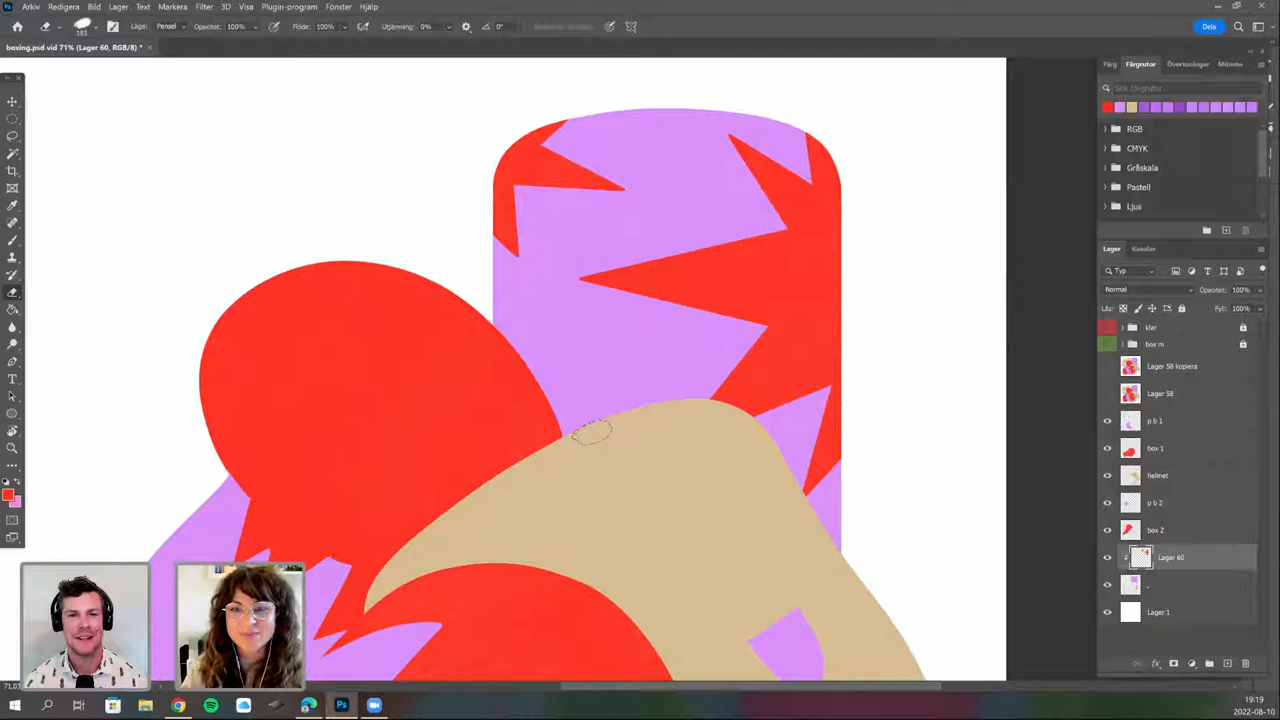 Arkiv Redigera Bild Lager Text Markera Filter 3D Visa Plugin-program Fönster Hjälp
183 Läge: Pensel Opacitet: 100% Flöde: 100% Utjämning: 0% 0° Dela
boxing.psd vid 71% (Lager 60, RGB/8) *
Färg Färgrutor Övertoningar Mönster
Sök färgrutor
RGB
CMYK
Gråskala
Pastell
Ljus
Lager Kanaler
Typ
Normal Opacitet: 100%
Lås: Fyll: 100%
klar
box m
Lager 58 kopiera
Lager 58
p b 1
box 1
helmet
p b 2
box 2
Lager 60
Lager 1
fx
19:19
2022-08-10